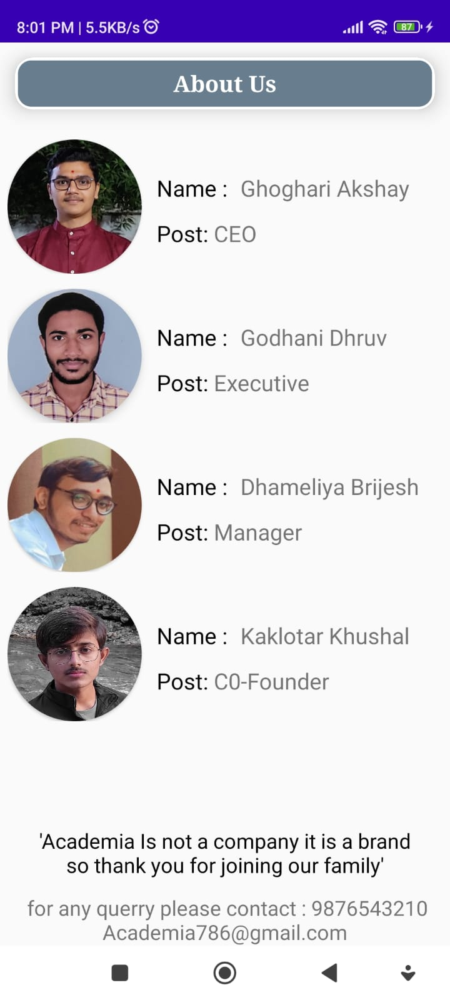 8:01 PM | 5.5KB/s
87
About Us
Name : Ghoghari Akshay
Post: CEO
Name : Godhani Dhruv
Post: Executive
Name : Dhameliya Brijesh
Post: Manager
Name : Kaklotar Khushal
Post: C0-Founder
'Academia Is not a company it is a brand
so thank you for joining our family'
for any querry please contact : 9876543210
Academia786@gmail.com